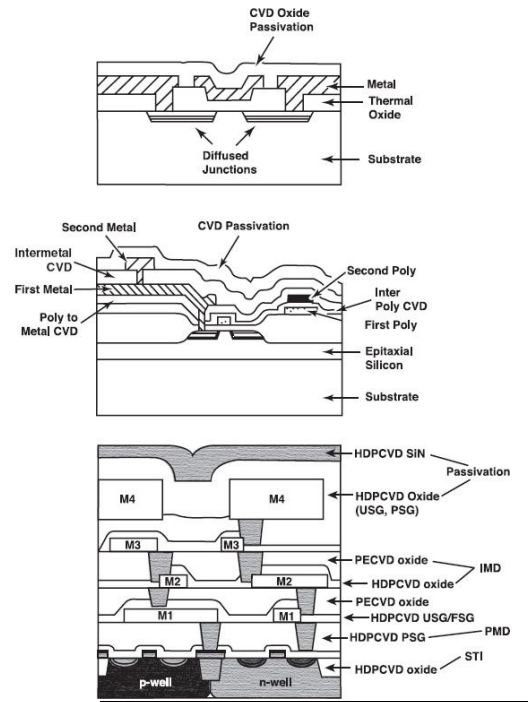 CVD Oxide
Passivation
Metal
Thermal
Oxide
Diffused
Junctions
Substrate
Second Metal
CVD Passivation
Intermetal
CVD
First Metal
Poly to
Metal CVD
Second Poly
Inter
Poly CVD
First Poly
Epitaxial
Silicon
Substrate
HDPCVD SiN
Passivation
M4
M4
HDPCVD Oxide
(USG, PSG)
M3
M3
PECVD oxide
IMD
M2
M2
HDPCVD oxide
PECVD oxide
M1
M1
HDPCVD USG/FSG
HDPCVD PSG
PMD
STI
HDPCVD oxide
p-well
n-well